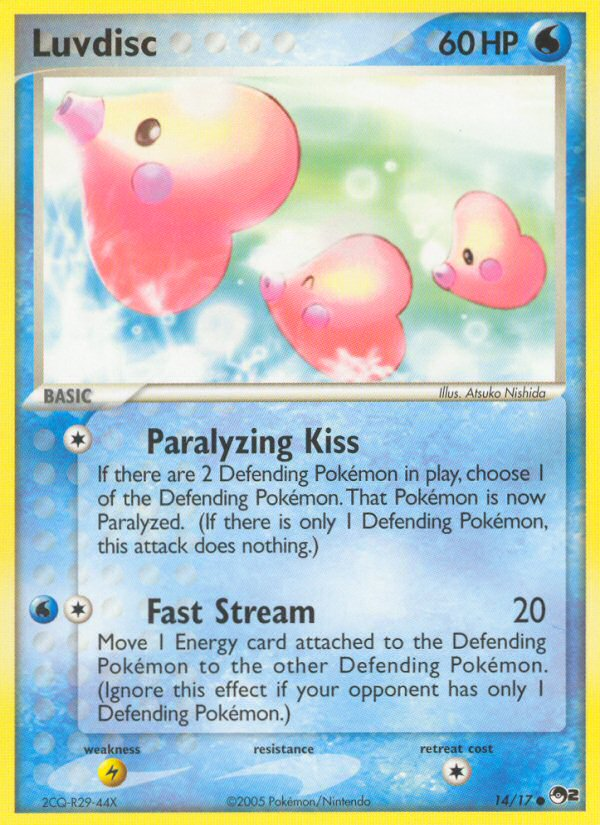 Luvdisc 60 HP
BASIC
Illus. Atsuko Nishida
Paralyzing Kiss
If there are 2 Defending Pokémon in play, choose 1
of the Defending Pokémon. That Pokémon is now
Paralyzed. (If there is only 1 Defending Pokémon,
this attack does nothing.)
Fast Stream 20
Move 1 Energy card attached to the Defending
Pokémon to the other Defending Pokémon.
(Ignore this effect if your opponent has only 1
Defending Pokémon.)
weakness resistance retreat cost
2CQ-R29-44X ©2005 Pokémon/Nintendo 14/17 2